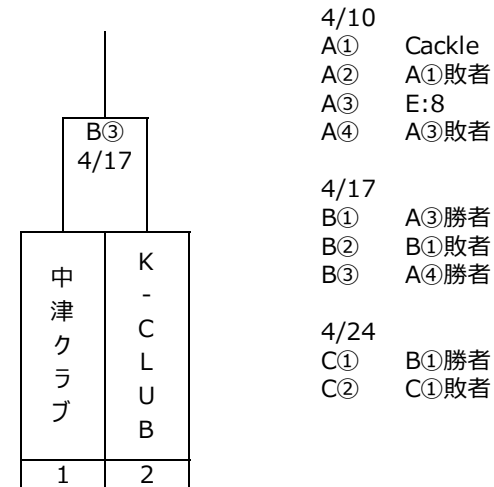 B③
4/17
中津クラブ
K-CLUB
1 2
4/10
A① Cackle
A② A①敗者
A③ E:8
A④ A③敗者
4/17
B① A③勝者
B② B①敗者
B③ A④勝者
4/24
C① B①勝者
C② C①敗者